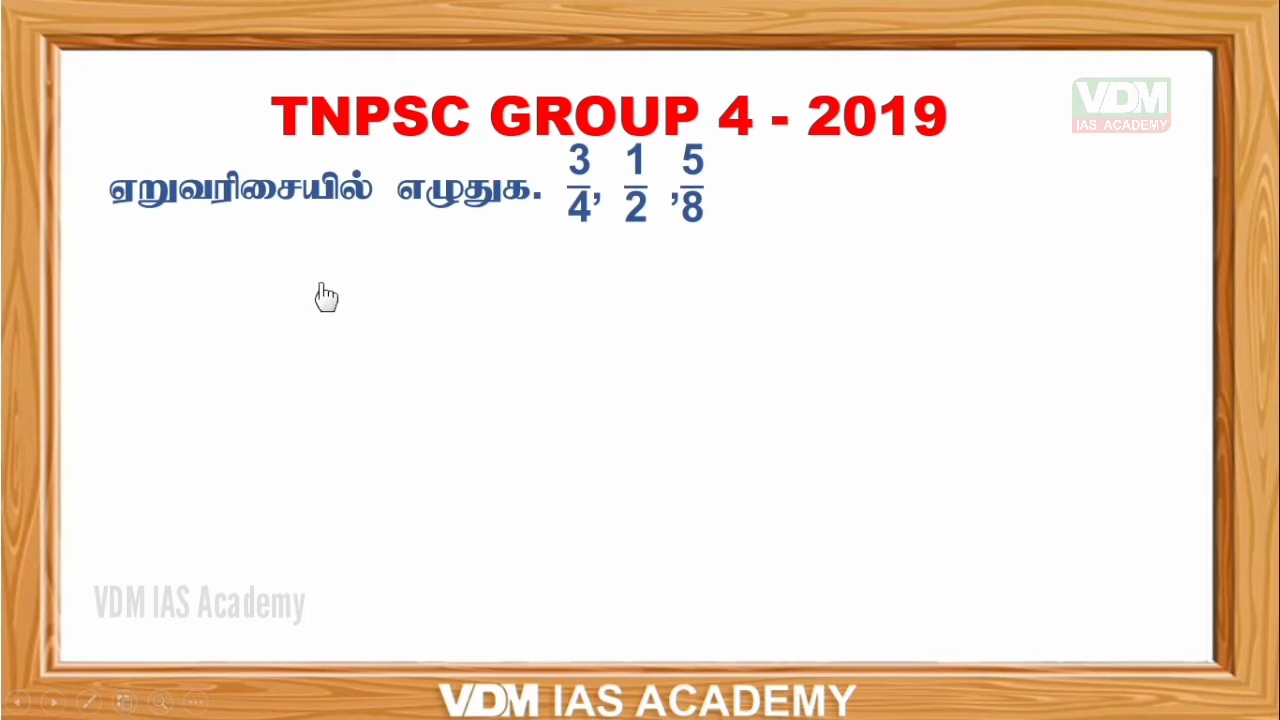 TNPSC GROUP 4 - 2019
VDM
IAS ACADEMY
ஏறுவரிசையில் எழுதுக. 3/4, 1/2 ,5/8
VDM IAS Academy
VDM IAS ACADEMY